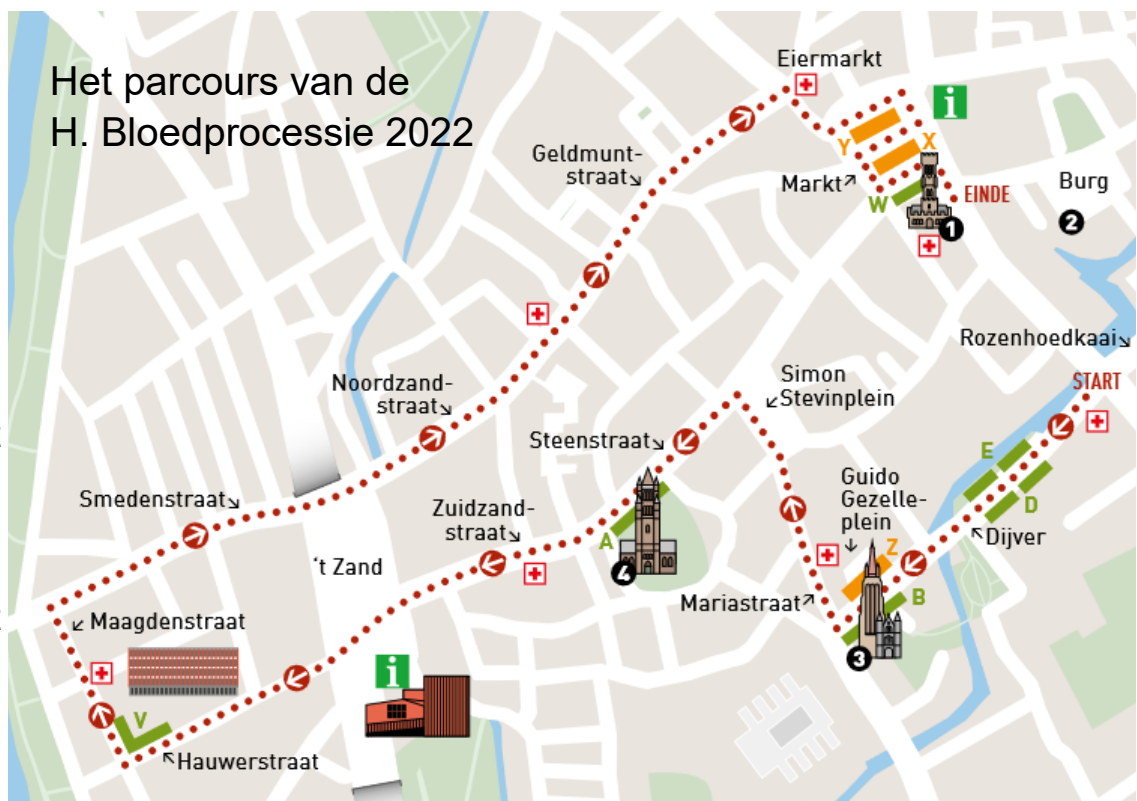 Het parcours van de
H. Bloedprocessie 2022
Eiermarkt
i
Geldmunt-
straat
Y
X
Markt
W
EINDE
Burg
1
2
Rozenhoedkaai
START
Noordzand-
straat
Simon
Stevinplein
Steenstraat
E
D
Guido
Gezelle-
plein
Smedenstraat
Zuidzand-
straat
A
Z
Dijver
't Zand
4
B
Mariastraat
Maagdenstraat
3
i
V
Hauwerstraat